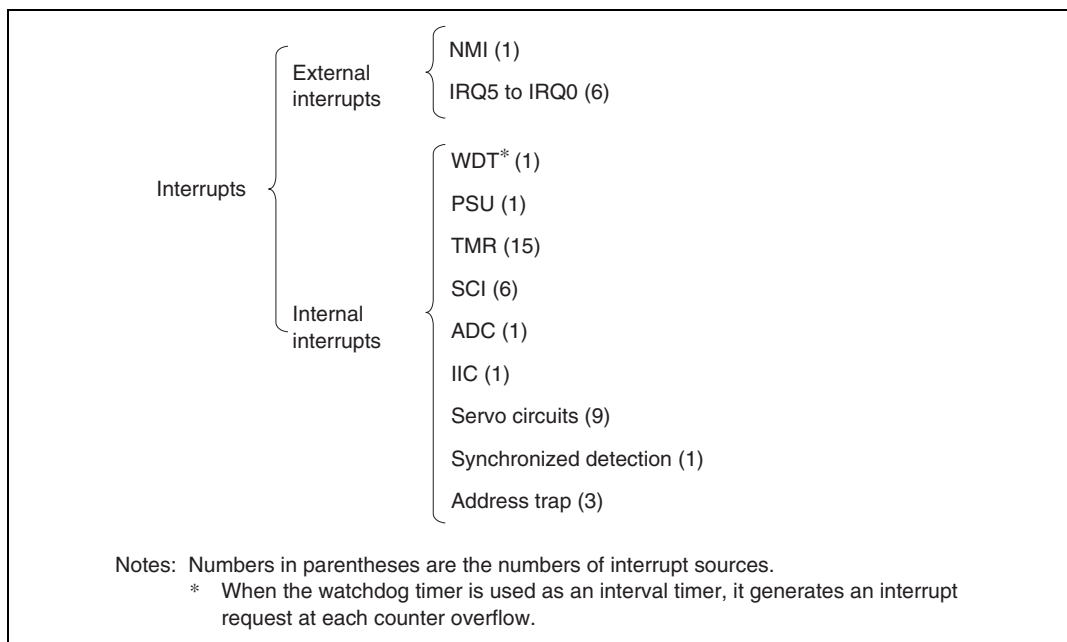 NMI (1)
External
interrupts
IRQ5 to IRQ0 (6)
Interrupts
WDT* (1)
PSU (1)
TMR (15)
SCI (6)
Internal
interrupts
ADC (1)
IIC (1)
Servo circuits (9)
Synchronized detection (1)
Address trap (3)
Notes: Numbers in parentheses are the numbers of interrupt sources.
* When the watchdog timer is used as an interval timer, it generates an interrupt
request at each counter overflow.